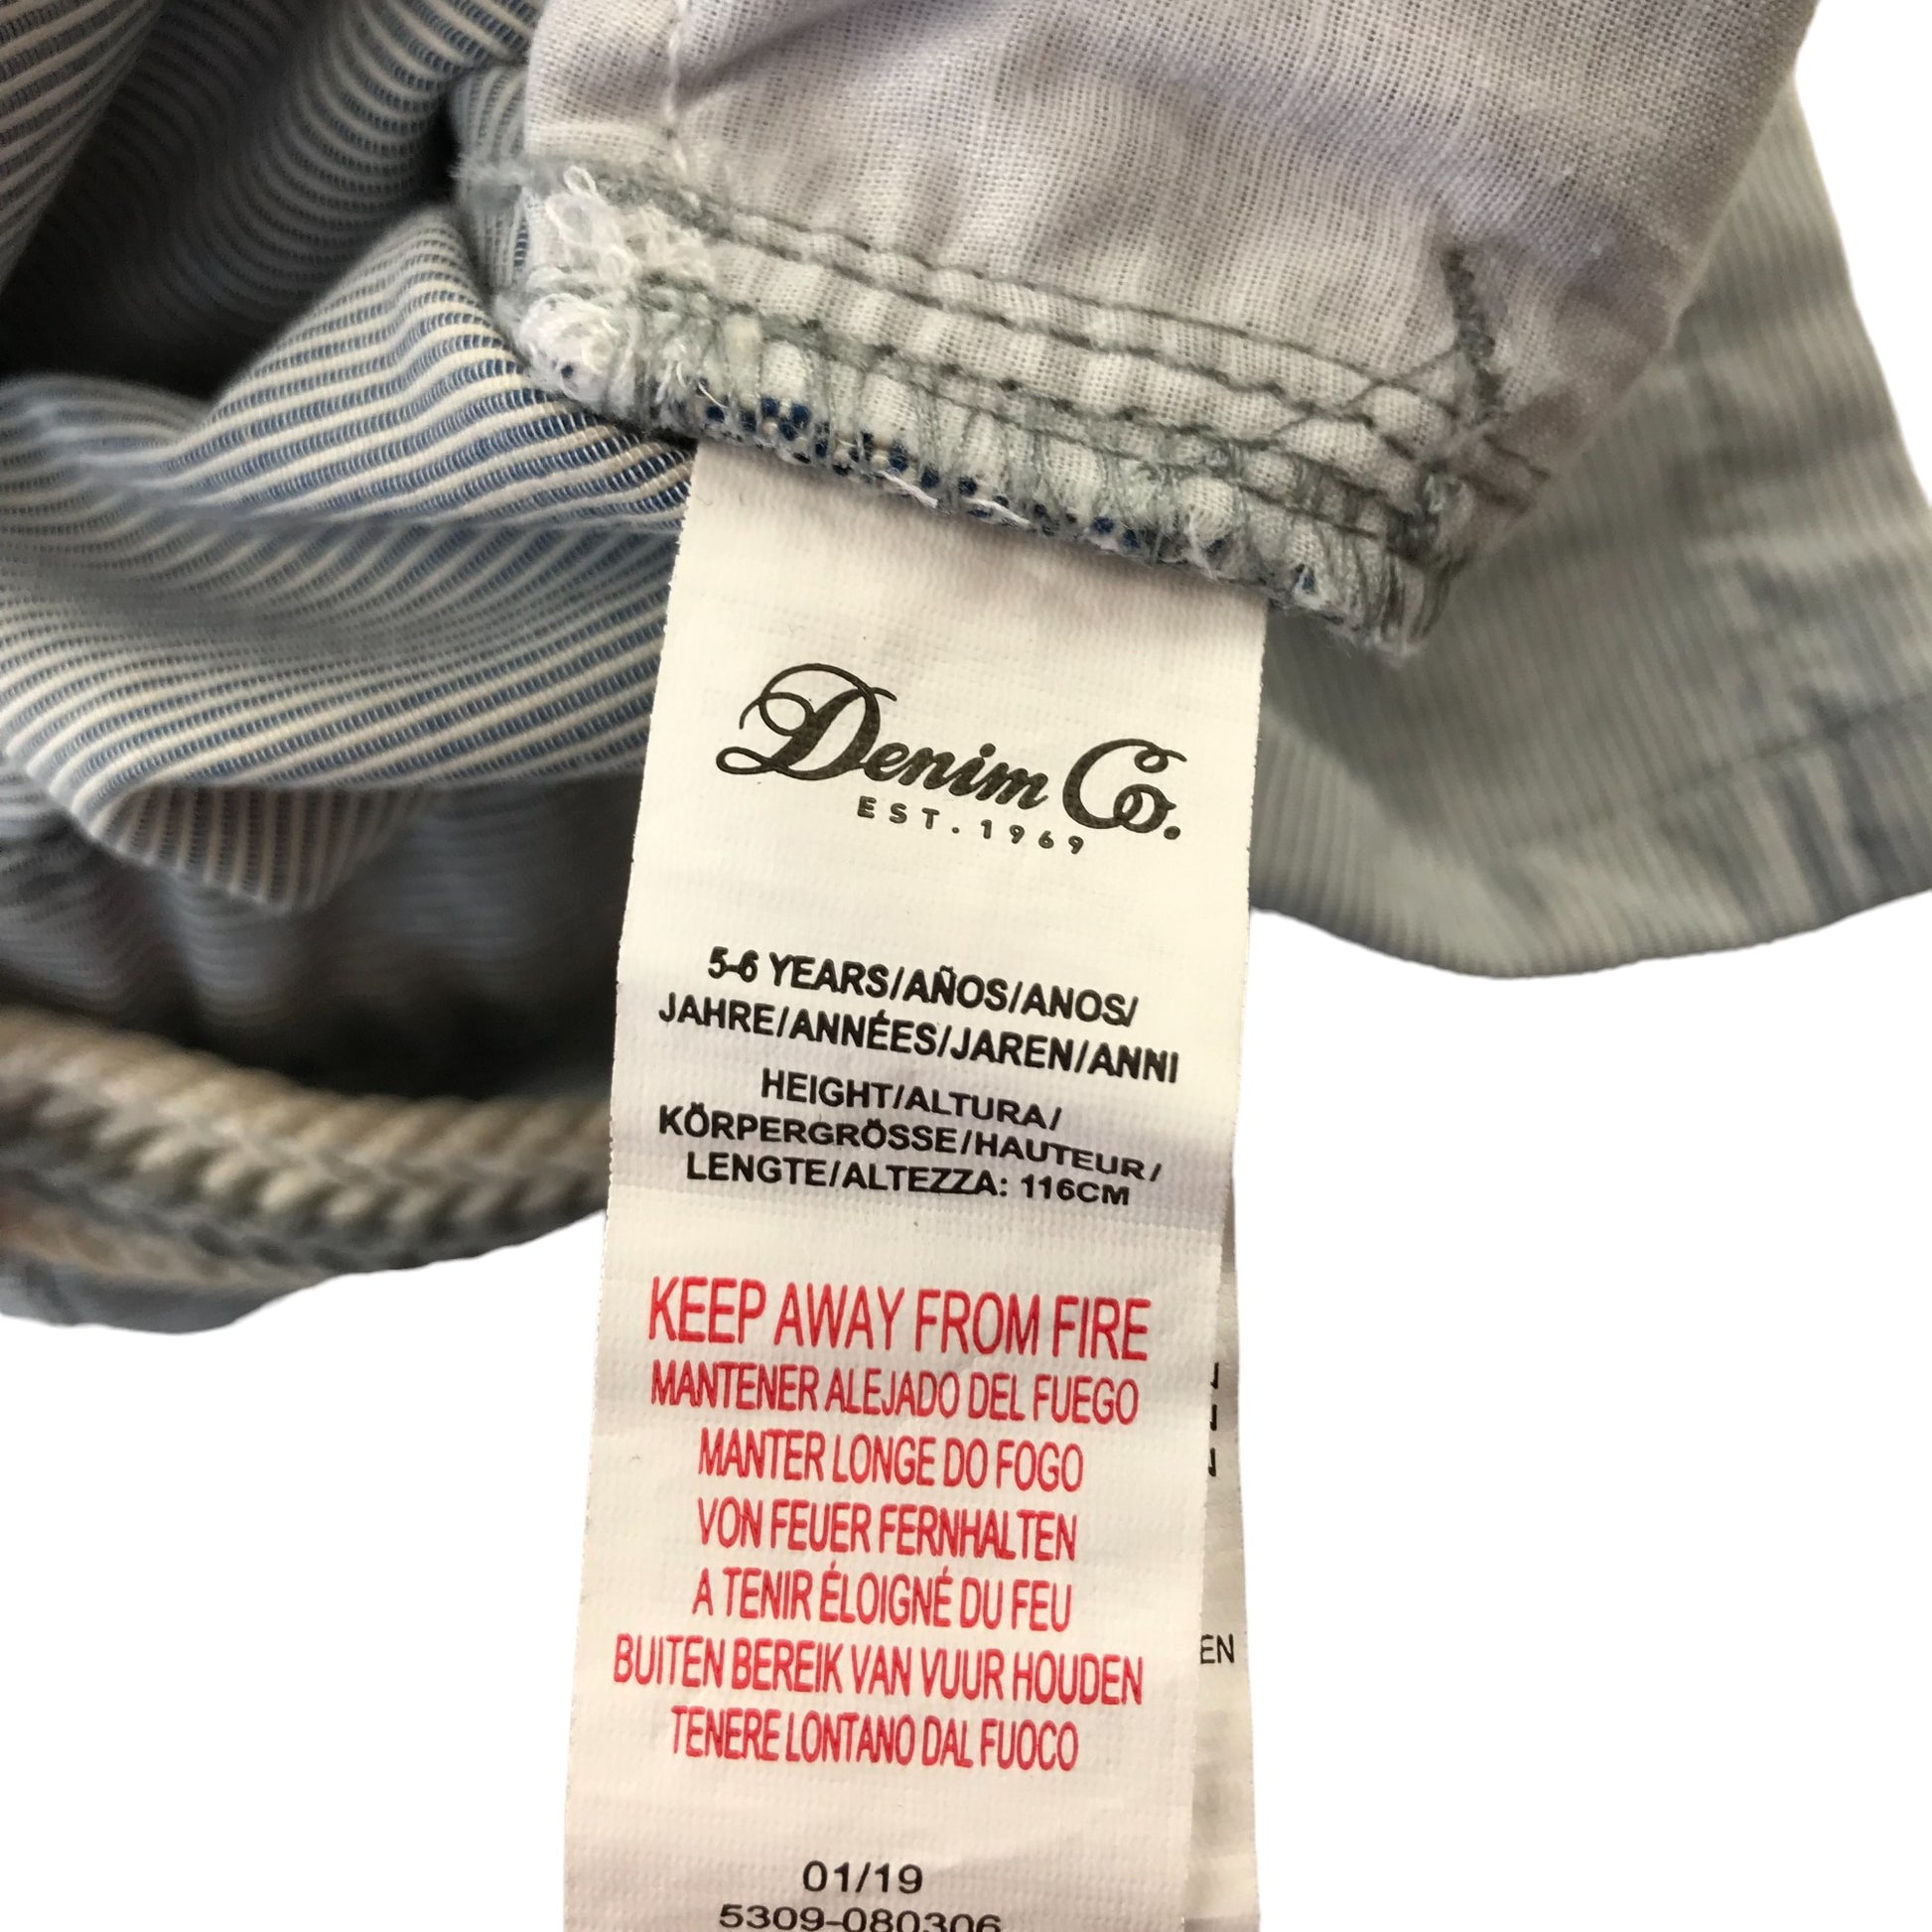 Denim Co.
EST. 1969
5-6 YEARS/AÑOS/ANOS/
JAHRE/ANNÉES/JAREN/ANNI
HEIGHT/ALTURA/
KÖRPERGRÖSSE/HAUTEUR/
LENGTE/ALTEZZA: 116CM
KEEP AWAY FROM FIRE
MANTENER ALEJADO DEL FUEGO
MANTER LONGE DO FOGO
VON FEUER FERNHALTEN
A TENIR ÉLOIGNÉ DU FEU
BUITEN BEREIK VAN VUUR HOUDEN
TENERE LONTANO DAL FUOCO
01/19
5309-080306
EN